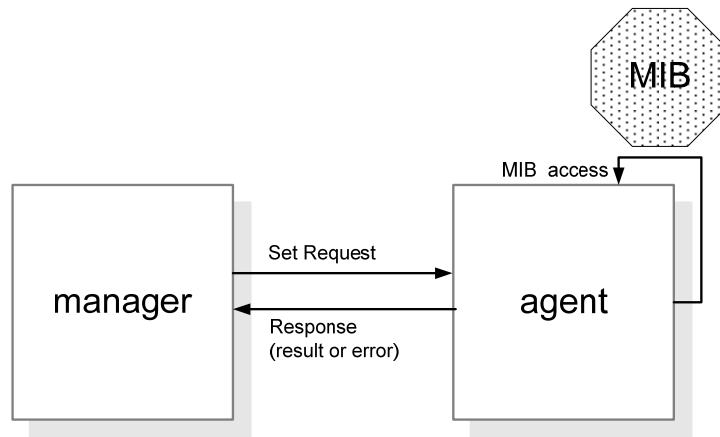 MIB
MIB access
Set Request
manager
agent
Response
(result or error)